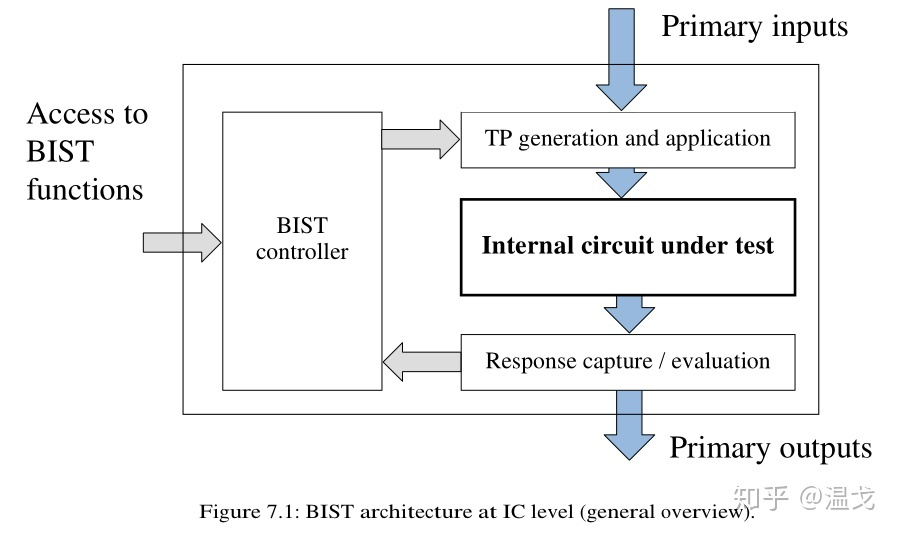 Primary inputs
Access to
BIST
functions
TP generation and application
BIST
controller
Internal circuit under test
Response capture / evaluation
Primary outputs
知乎 @温戈
Figure 7.1: BIST architecture at IC level (general overview).